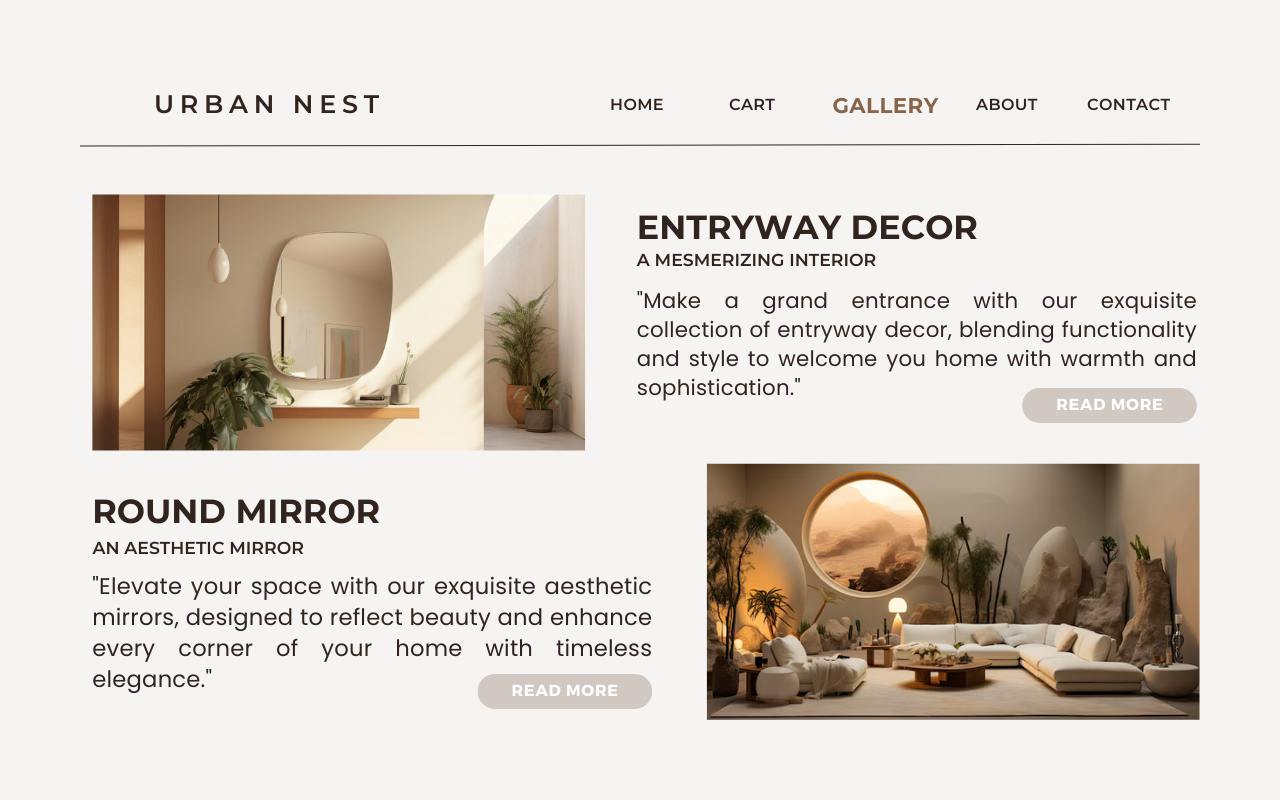 URBAN NEST
HOME CART GALLERY ABOUT CONTACT
ENTRYWAY DECOR
A MESMERIZING INTERIOR
"Make a grand entrance with our exquisite
collection of entryway decor, blending functionality
and style to welcome you home with warmth and
sophistication."
READ MORE
ROUND MIRROR
AN AESTHETIC MIRROR
"Elevate your space with our exquisite aesthetic
mirrors, designed to reflect beauty and enhance
every corner of your home with timeless
elegance."
READ MORE